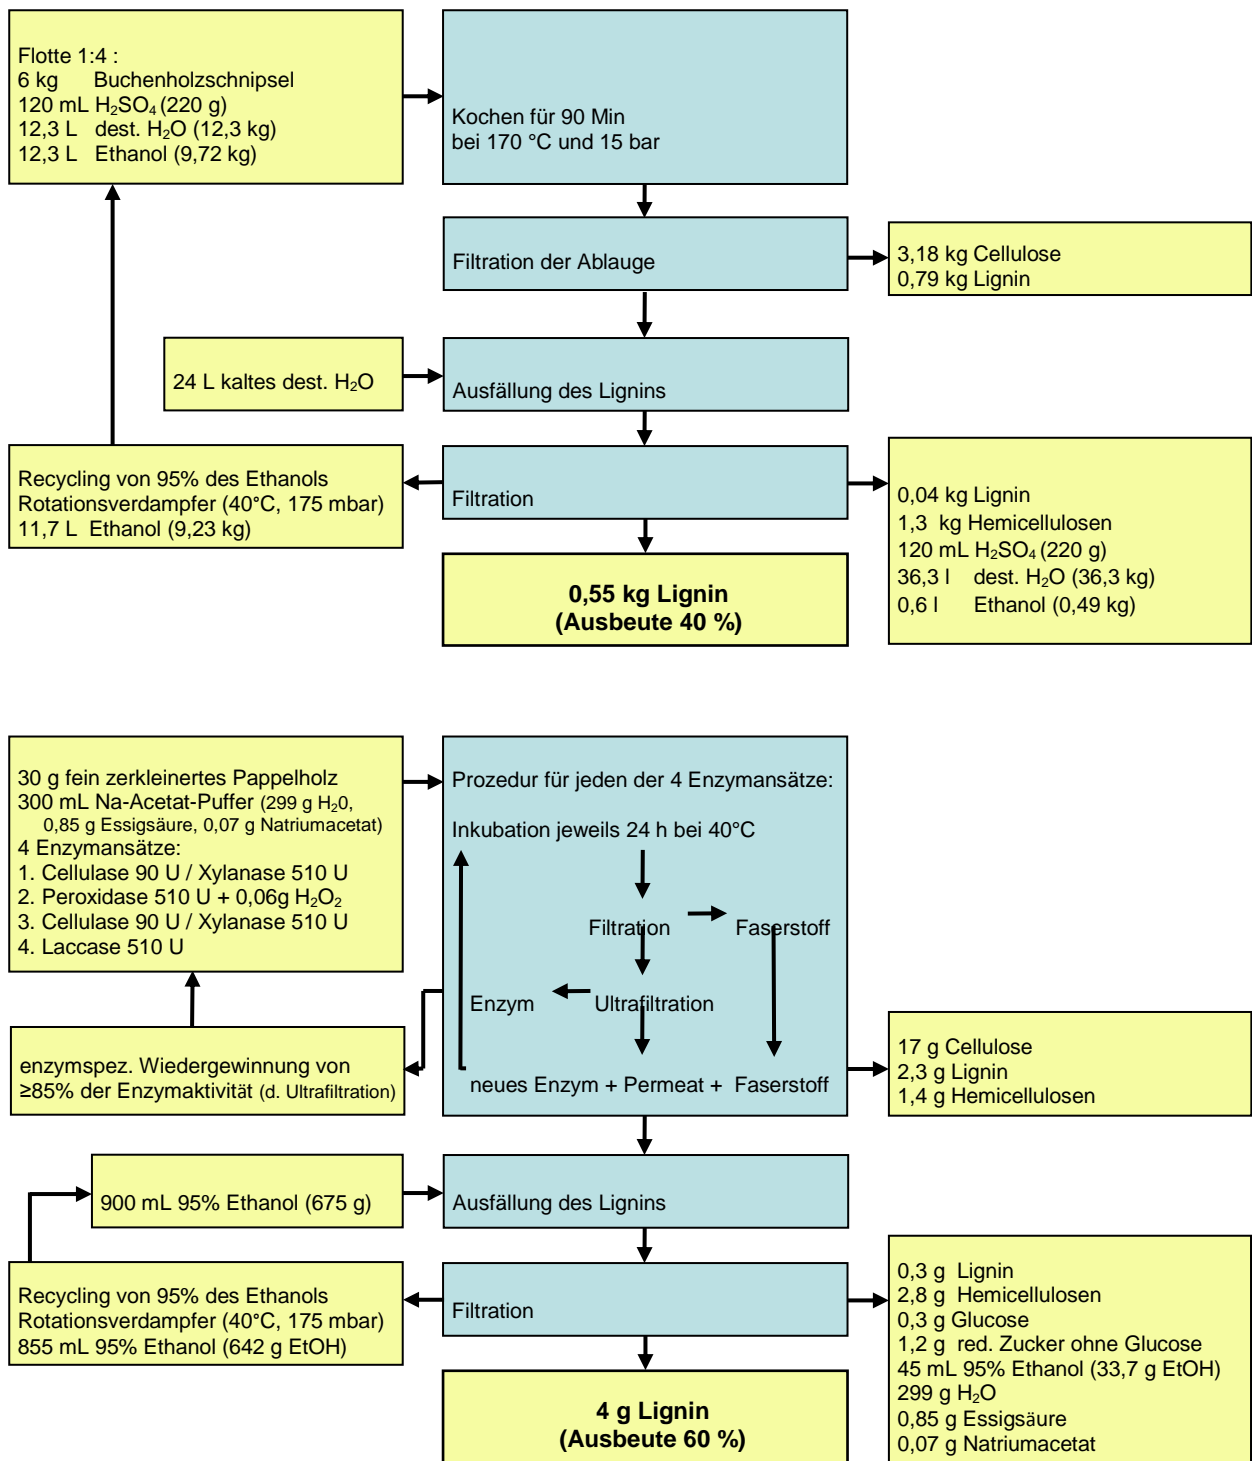 Flotte 1:4 :
6 kg Buchenholzschnipsel
120 mL H₂SO₄ (220 g)
12,3 L dest. H₂O (12,3 kg)
12,3 L Ethanol (9,72 kg)
Kochen für 90 Min
bei 170 °C und 15 bar
Filtration der Ablauge
3,18 kg Cellulose
0,79 kg Lignin
24 L kaltes dest. H₂O
Ausfällung des Lignins
Recycling von 95% des Ethanols
Rotationsverdampfer (40°C, 175 mbar)
11,7 L Ethanol (9,23 kg)
Filtration
0,04 kg Lignin
1,3 kg Hemicellulosen
120 mL H₂SO₄ (220 g)
36,3 l dest. H₂O (36,3 kg)
0,6 l Ethanol (0,49 kg)
0,55 kg Lignin
(Ausbeute 40 %)
30 g fein zerkleinertes Pappelholz
300 mL Na-Acetat-Puffer (299 g H₂0,
0,85 g Essigsäure, 0,07 g Natriumacetat)
4 Enzymansätze:
1. Cellulase 90 U / Xylanase 510 U
2. Peroxidase 510 U + 0,06g H₂O₂
3. Cellulase 90 U / Xylanase 510 U
4. Laccase 510 U
Prozedur für jeden der 4 Enzymansätze:
Inkubation jeweils 24 h bei 40°C
Filtration Faserstoff
Enzym Ultrafiltration
neues Enzym + Permeat + Faserstoff
enzymspez. Wiedergewinnung von
≥85% der Enzymaktivität (d. Ultrafiltration)
17 g Cellulose
2,3 g Lignin
1,4 g Hemicellulosen
900 mL 95% Ethanol (675 g)
Ausfällung des Lignins
Recycling von 95% des Ethanols
Rotationsverdampfer (40°C, 175 mbar)
855 mL 95% Ethanol (642 g EtOH)
Filtration
0,3 g Lignin
2,8 g Hemicellulosen
0,3 g Glucose
1,2 g red. Zucker ohne Glucose
45 mL 95% Ethanol (33,7 g EtOH)
299 g H₂O
0,85 g Essigsäure
0,07 g Natriumacetat
4 g Lignin
(Ausbeute 60 %)